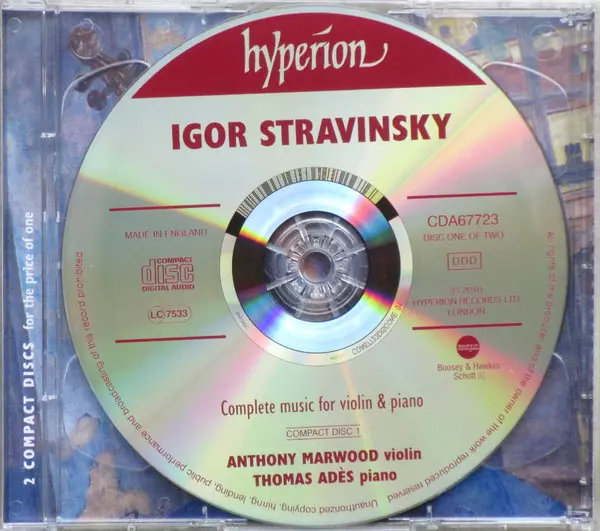 hyperion
IGOR STRAVINSKY
MADE IN ENGLAND
COMPACT
disc
DIGITAL AUDIO
LC 7533
CDA67723
DISC ONE OF TWO
DDD
Ⓟ 2010
HYPERION RECORDS LTD
LONDON
mcps
Boosey & Hawkes
Schott
Complete music for violin & piano
COMPACT DISC 1
ANTHONY MARWOOD violin
THOMAS ADÈS piano
All rights of the producer and of the owner of the work reproduced reserved.
Unauthorized copying, hiring, lending, public performance and broadcasting of this record prohibited
2 COMPACT DISCS for the price of one